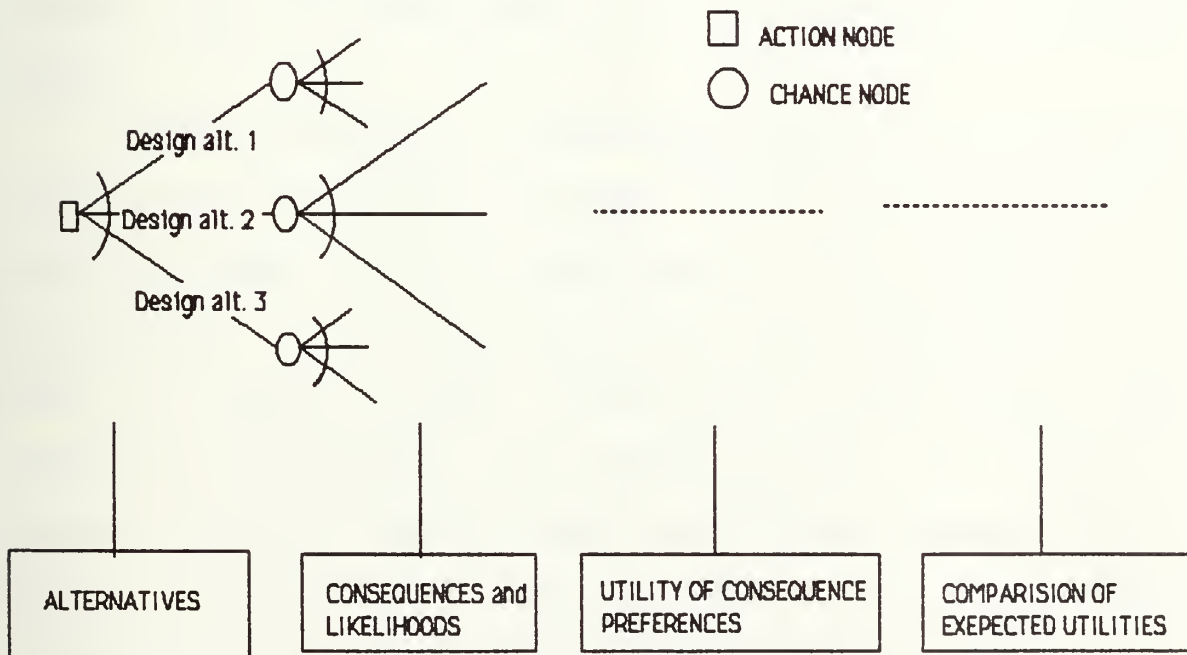 ACTION NODE
CHANCE NODE
Design alt. 1
Design alt. 2
Design alt. 3
ALTERNATIVES
CONSEQUENCES and
LIKELIHOODS
UTILITY OF CONSEQUENCE
PREFERENCES
COMPARISION OF
EXEPECTED UTILITIES